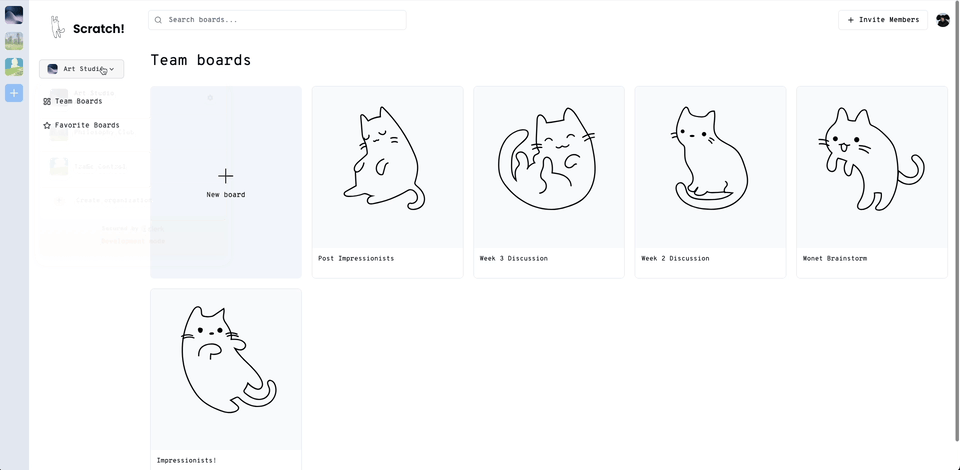 Scratch!
Search boards...
+ Invite Members
Art Studio
Team Boards
Favorite Boards
Team boards
New board
Post Impressionists
Week 3 Discussion
Week 2 Discussion
Wonet Brainstorm
Impressionists!